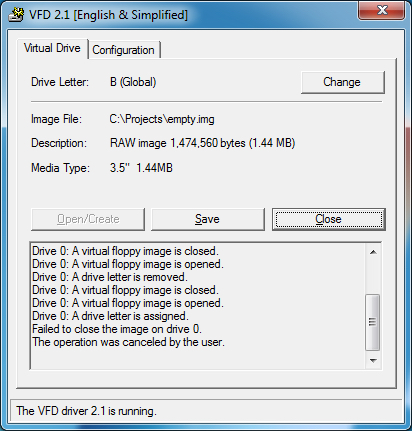 VFD 2.1 [English & Simplified]
Virtual Drive
Configuration
Drive Letter: B (Global)
Change
Image File: C:\Projects\empty.img
Description: RAW image 1,474,560 bytes (1.44 MB)
Media Type: 3.5" 1.44MB
Open/Create
Save
Close
Drive 0: A virtual floppy image is closed.
Drive 0: A virtual floppy image is opened.
Drive 0: A drive letter is removed.
Drive 0: A virtual floppy image is closed.
Drive 0: A virtual floppy image is opened.
Drive 0: A drive letter is assigned.
Failed to close the image on drive 0.
The operation was canceled by the user.
The VFD driver 2.1 is running.